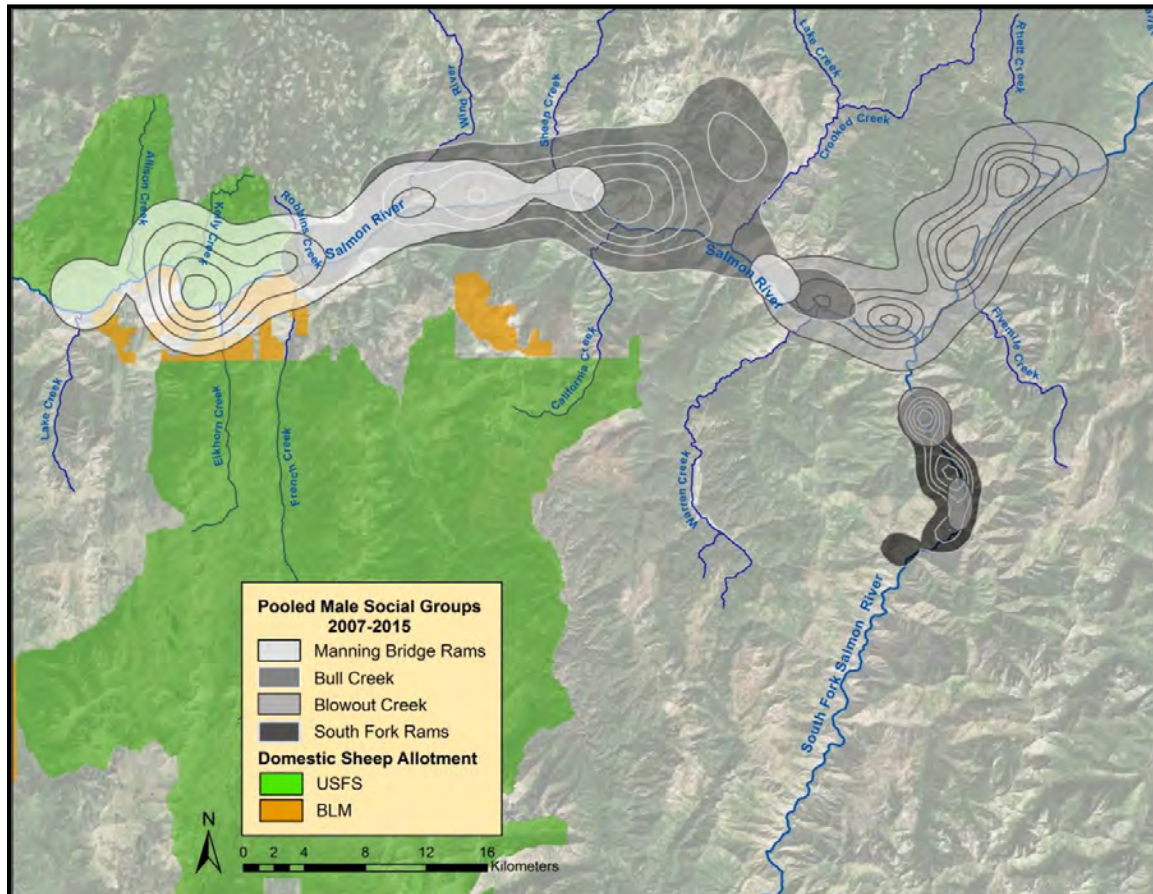 Lake Creek
Rhett Creek
Wind River
Sheep Creek
Crooked Creek
Allison Creek
Kelly Creek
Robbins Creek
Salmon River
Salmon River
Fivemile Creek
California Creek
Lake Creek
Elkhorn Creek
French Creek
Warren Creek
South Fork Salmon River
Pooled Male Social Groups
2007-2015
Manning Bridge Rams
Bull Creek
Blowout Creek
South Fork Rams
Domestic Sheep Allotment
USFS
BLM
N
0 2 4 8 12 16
Kilometers